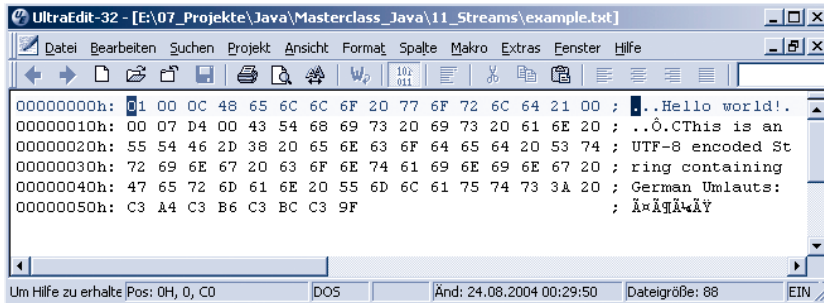 UltraEdit-32 - [E:\07_Projekte\Java\Masterclass_Java\11_Streams\example.txt]
Datei Bearbeiten Suchen Projekt Ansicht Format Spalte Makro Extras Fenster Hilfe
00000000h: 01 00 0C 48 65 6C 6C 6F 20 77 6F 72 6C 64 21 00 ; ...Hello world!.
00000010h: 00 07 D4 00 43 54 68 69 73 20 69 73 20 61 6E 20 ; ..Ô.CThis is an
00000020h: 55 54 46 2D 38 20 65 6E 63 6F 64 65 64 20 53 74 ; UTF-8 encoded St
00000030h: 72 69 6E 67 20 63 6F 6E 74 61 69 6E 69 6E 67 20 ; ring containing
00000040h: 47 65 72 6D 61 6E 20 55 6D 6C 61 75 74 73 3A 20 ; German Umlauts:
00000050h: C3 A4 C3 B6 C3 BC C3 9F ; Ã¤Ã¶Ã¼ÃŸ
Um Hilfe zu erhalte Pos: 0H, 0, C0 DOS Änd: 24.08.2004 00:29:50 Dateigröße: 88 EIN